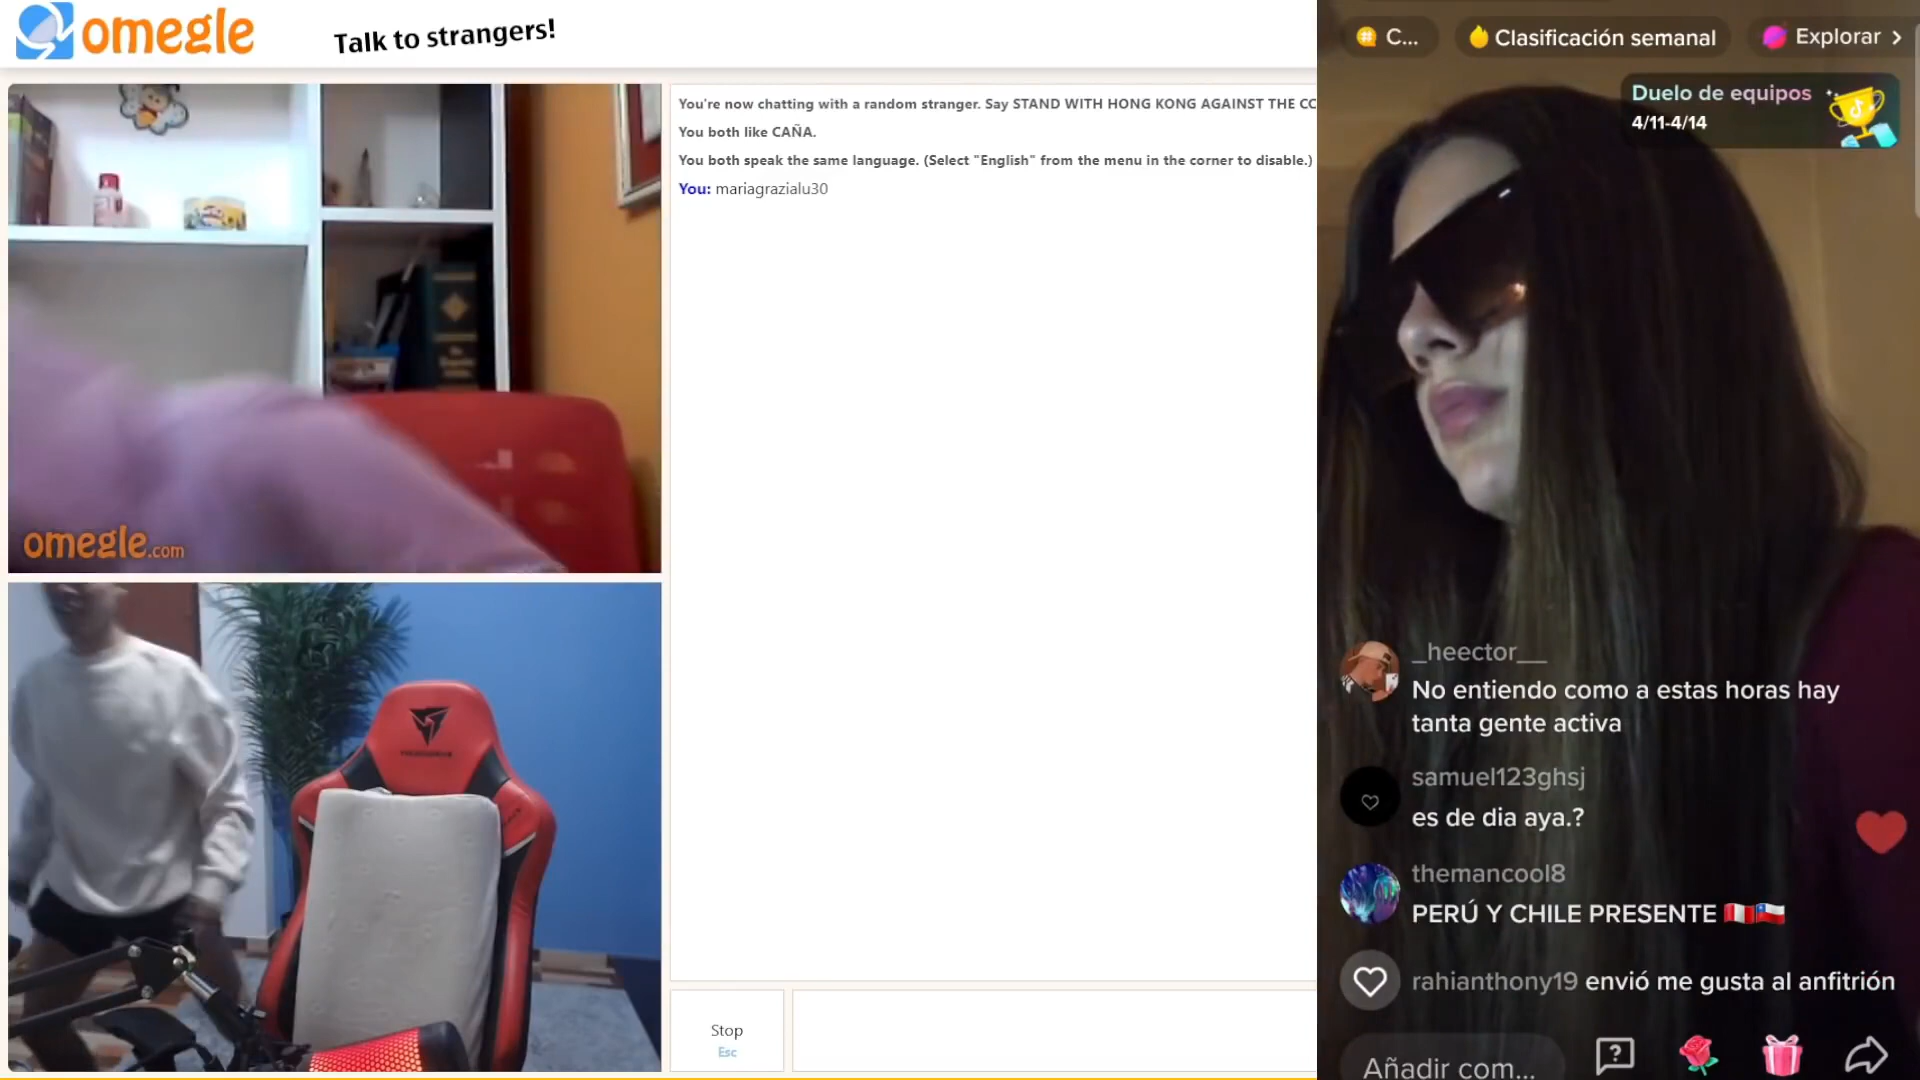 omegle
Talk to strangers!
You're now chatting with a random stranger. Say STAND WITH HONG KONG AGAINST THE CC
You both like CAÑA.
You both speak the same language. (Select "English" from the menu in the corner to disable.)
You: mariagrazialu30
omegle.com
Stop
Esc
C...
Clasificación semanal
Explorar
Duelo de equipos
4/11-4/14
_heector__
No entiendo como a estas horas hay
tanta gente activa
samuel123ghsj
es de dia aya.?
themancool8
PERÚ Y CHILE PRESENTE 🇵🇪🇨🇱
rahianthony19 envió me gusta al anfitrión
Añadir com...